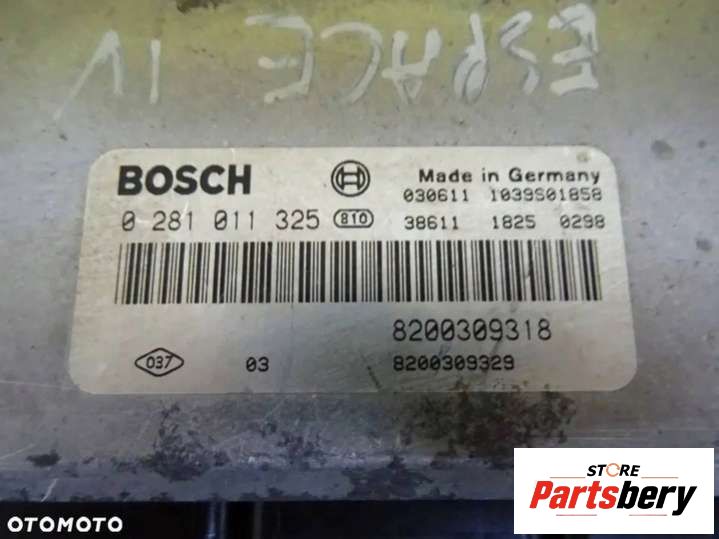 ESPACE IV
BOSCH Made in Germany
030611 1039S01858
0 281 011 325 810 38611 1825 0298
8200309318
037 03 8200309329
STORE
Partsbery
OTOMOTO